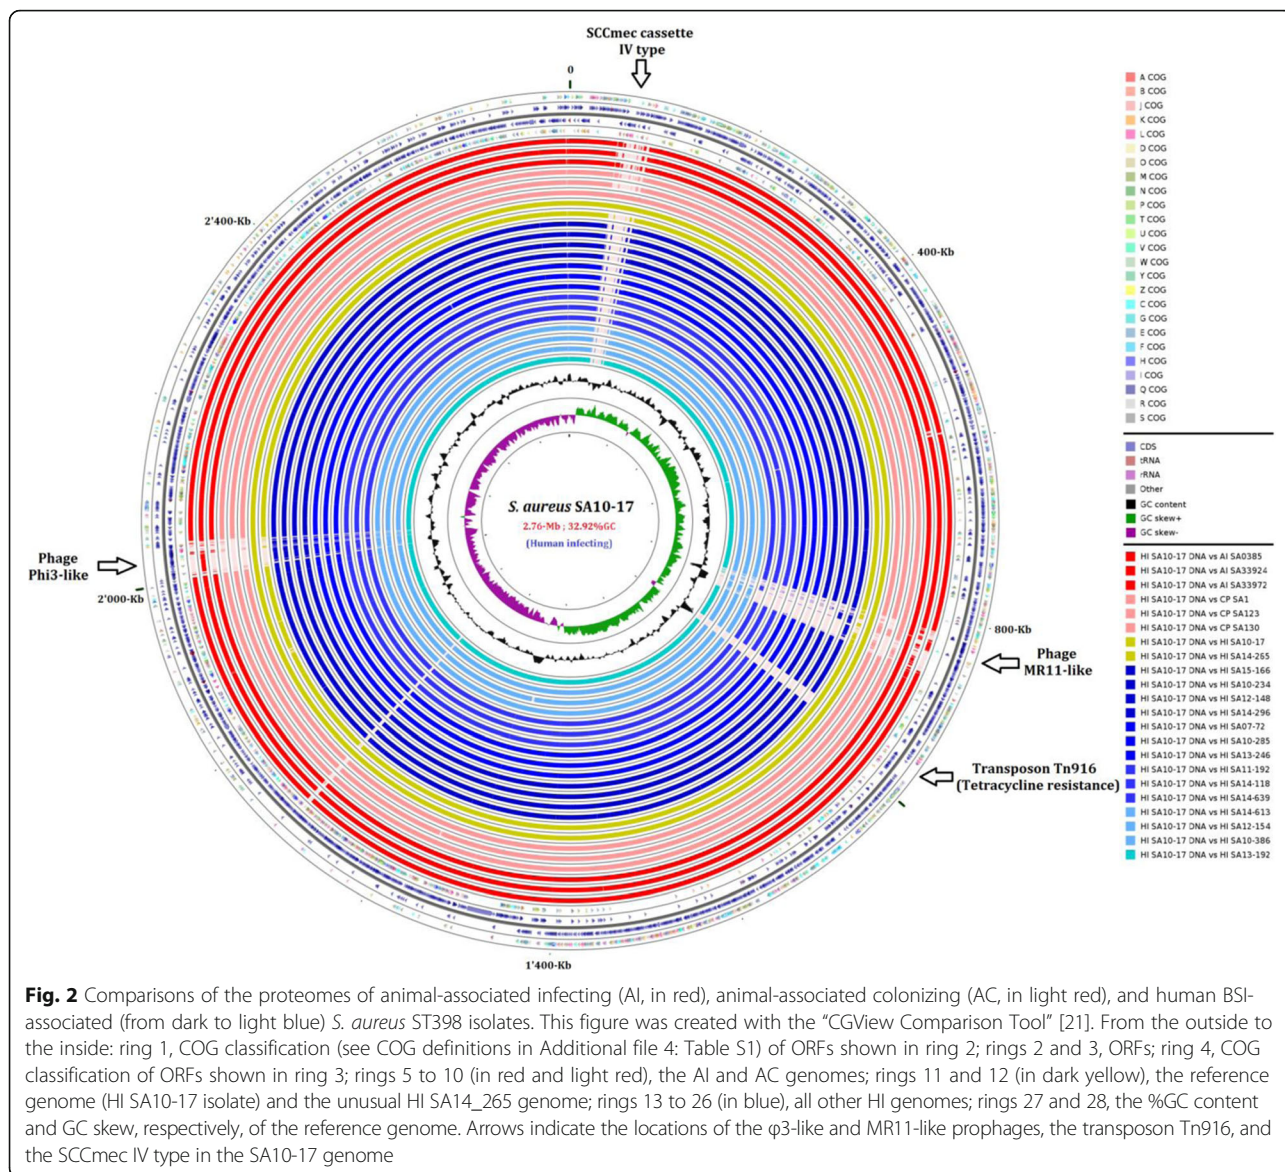 SCCmec cassette
IV type
0
2'400-Kb
400-Kb
Phage
Phi3-like
2'000-Kb
S. aureus SA10-17
2.76-Mb ; 32.92%GC
(Human infecting)
800-Kb
Phage
MR11-like
Transposon Tn916
(Tetracycline resistance)
1'400-Kb
A COG
B COG
J COG
K COG
L COG
D COG
O COG
M COG
N COG
P COG
T COG
U COG
V COG
W COG
Y COG
Z COG
C COG
G COG
E COG
F COG
H COG
I COG
Q COG
R COG
S COG
CDS
tRNA
rRNA
Other
GC content
GC skew+
GC skew-
HI SA10-17 DNA vs AI SA0385
HI SA10-17 DNA vs AI SA33924
HI SA10-17 DNA vs AI SA33972
HI SA10-17 DNA vs CP SA1
HI SA10-17 DNA vs CP SA123
HI SA10-17 DNA vs CP SA130
HI SA10-17 DNA vs HI SA10-17
HI SA10-17 DNA vs HI SA14-265
HI SA10-17 DNA vs HI SA15-166
HI SA10-17 DNA vs HI SA10-234
HI SA10-17 DNA vs HI SA12-148
HI SA10-17 DNA vs HI SA14-296
HI SA10-17 DNA vs HI SA07-72
HI SA10-17 DNA vs HI SA10-285
HI SA10-17 DNA vs HI SA13-246
HI SA10-17 DNA vs HI SA11-192
HI SA10-17 DNA vs HI SA14-118
HI SA10-17 DNA vs HI SA14-639
HI SA10-17 DNA vs HI SA14-613
HI SA10-17 DNA vs HI SA12-154
HI SA10-17 DNA vs HI SA10-386
HI SA10-17 DNA vs HI SA13-192
Fig. 2 Comparisons of the proteomes of animal-associated infecting (AI, in red), animal-associated colonizing (AC, in light red), and human BSI-
associated (from dark to light blue) S. aureus ST398 isolates. This figure was created with the “CGView Comparison Tool” [21]. From the outside to
the inside: ring 1, COG classification (see COG definitions in Additional file 4: Table S1) of ORFs shown in ring 2; rings 2 and 3, ORFs; ring 4, COG
classification of ORFs shown in ring 3; rings 5 to 10 (in red and light red), the AI and AC genomes; rings 11 and 12 (in dark yellow), the reference
genome (HI SA10-17 isolate) and the unusual HI SA14_265 genome; rings 13 to 26 (in blue), all other HI genomes; rings 27 and 28, the %GC content
and GC skew, respectively, of the reference genome. Arrows indicate the locations of the φ3-like and MR11-like prophages, the transposon Tn916, and
the SCCmec IV type in the SA10-17 genome